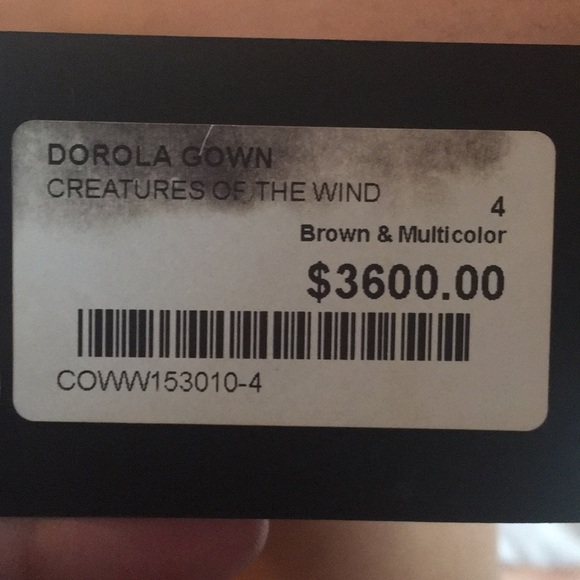 DOROLA GOWN
CREATURES OF THE WIND
4
Brown & Multicolor
$3600.00
COWW153010-4